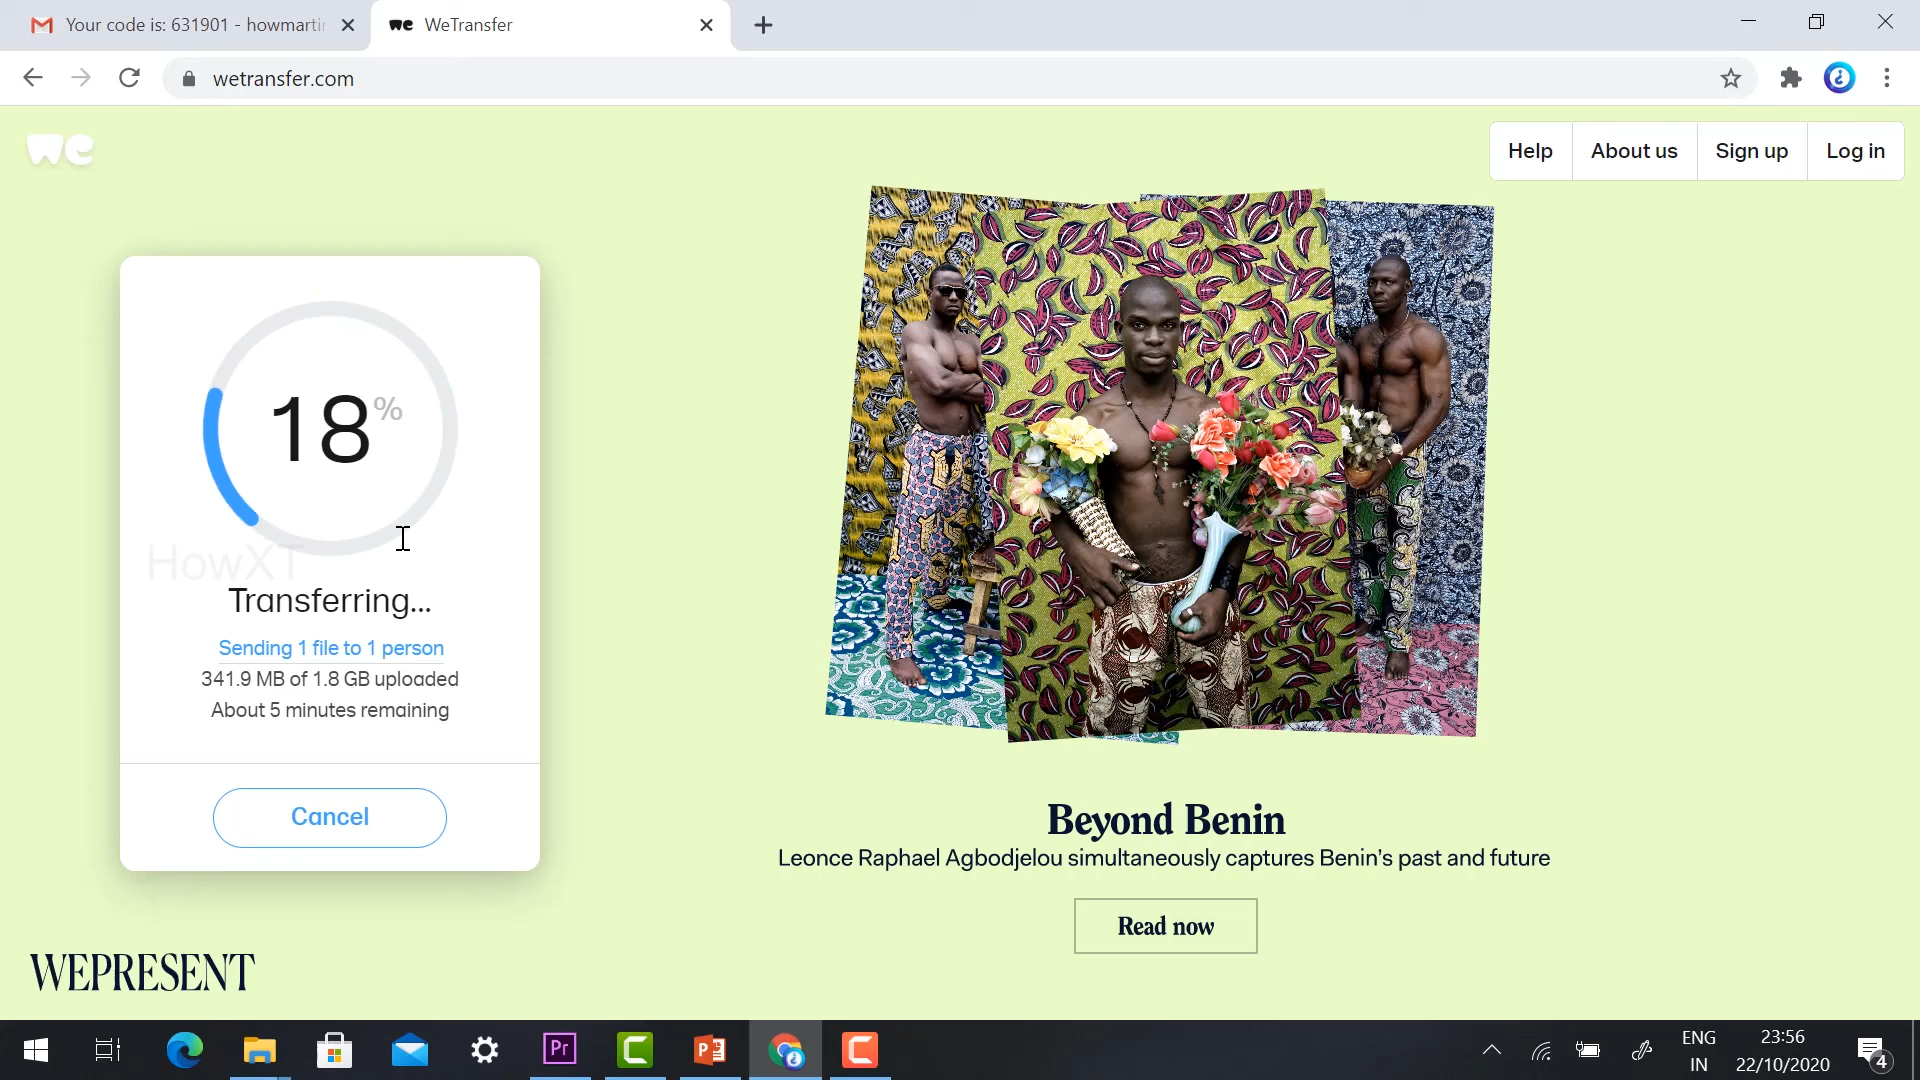 Your code is: 631901 - howmartin
WeTransfer
wetransfer.com
we
Help
About us
Sign up
Log in
18%
HowXT
Transferring...
Sending 1 file to 1 person
341.9 MB of 1.8 GB uploaded
About 5 minutes remaining
Cancel
Beyond Benin
Leonce Raphael Agbodjelou simultaneously captures Benin's past and future
Read now
WEPRESENT
Pr
ENG
IN
23:56
22/10/2020
4